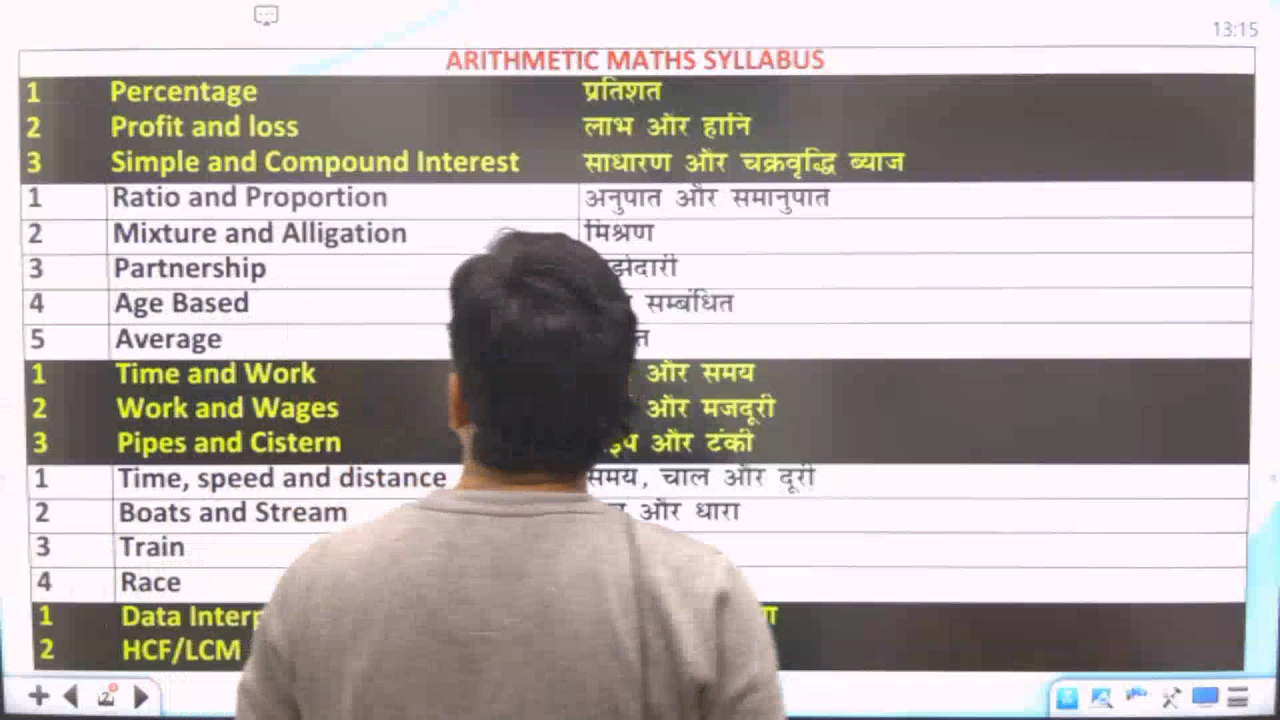 13:15
ARITHMETIC MATHS SYLLABUS
1 Percentage प्रतिशत
2 Profit and loss लाभ और हानि
3 Simple and Compound Interest साधारण और चक्रवृद्धि ब्याज
1 Ratio and Proportion अनुपात और समानुपात
2 Mixture and Alligation मिश्रण
3 Partnership
4 Age Based सम्बंधित
5 Average
1 Time and Work और समय
2 Work and Wages और मजदूरी
3 Pipes and Cistern और टंकी
1 Time, speed and distance समय, चाल और दूरी
2 Boats and Stream और धारा
3 Train
4 Race
1 Data
2 HCF/LCM
2